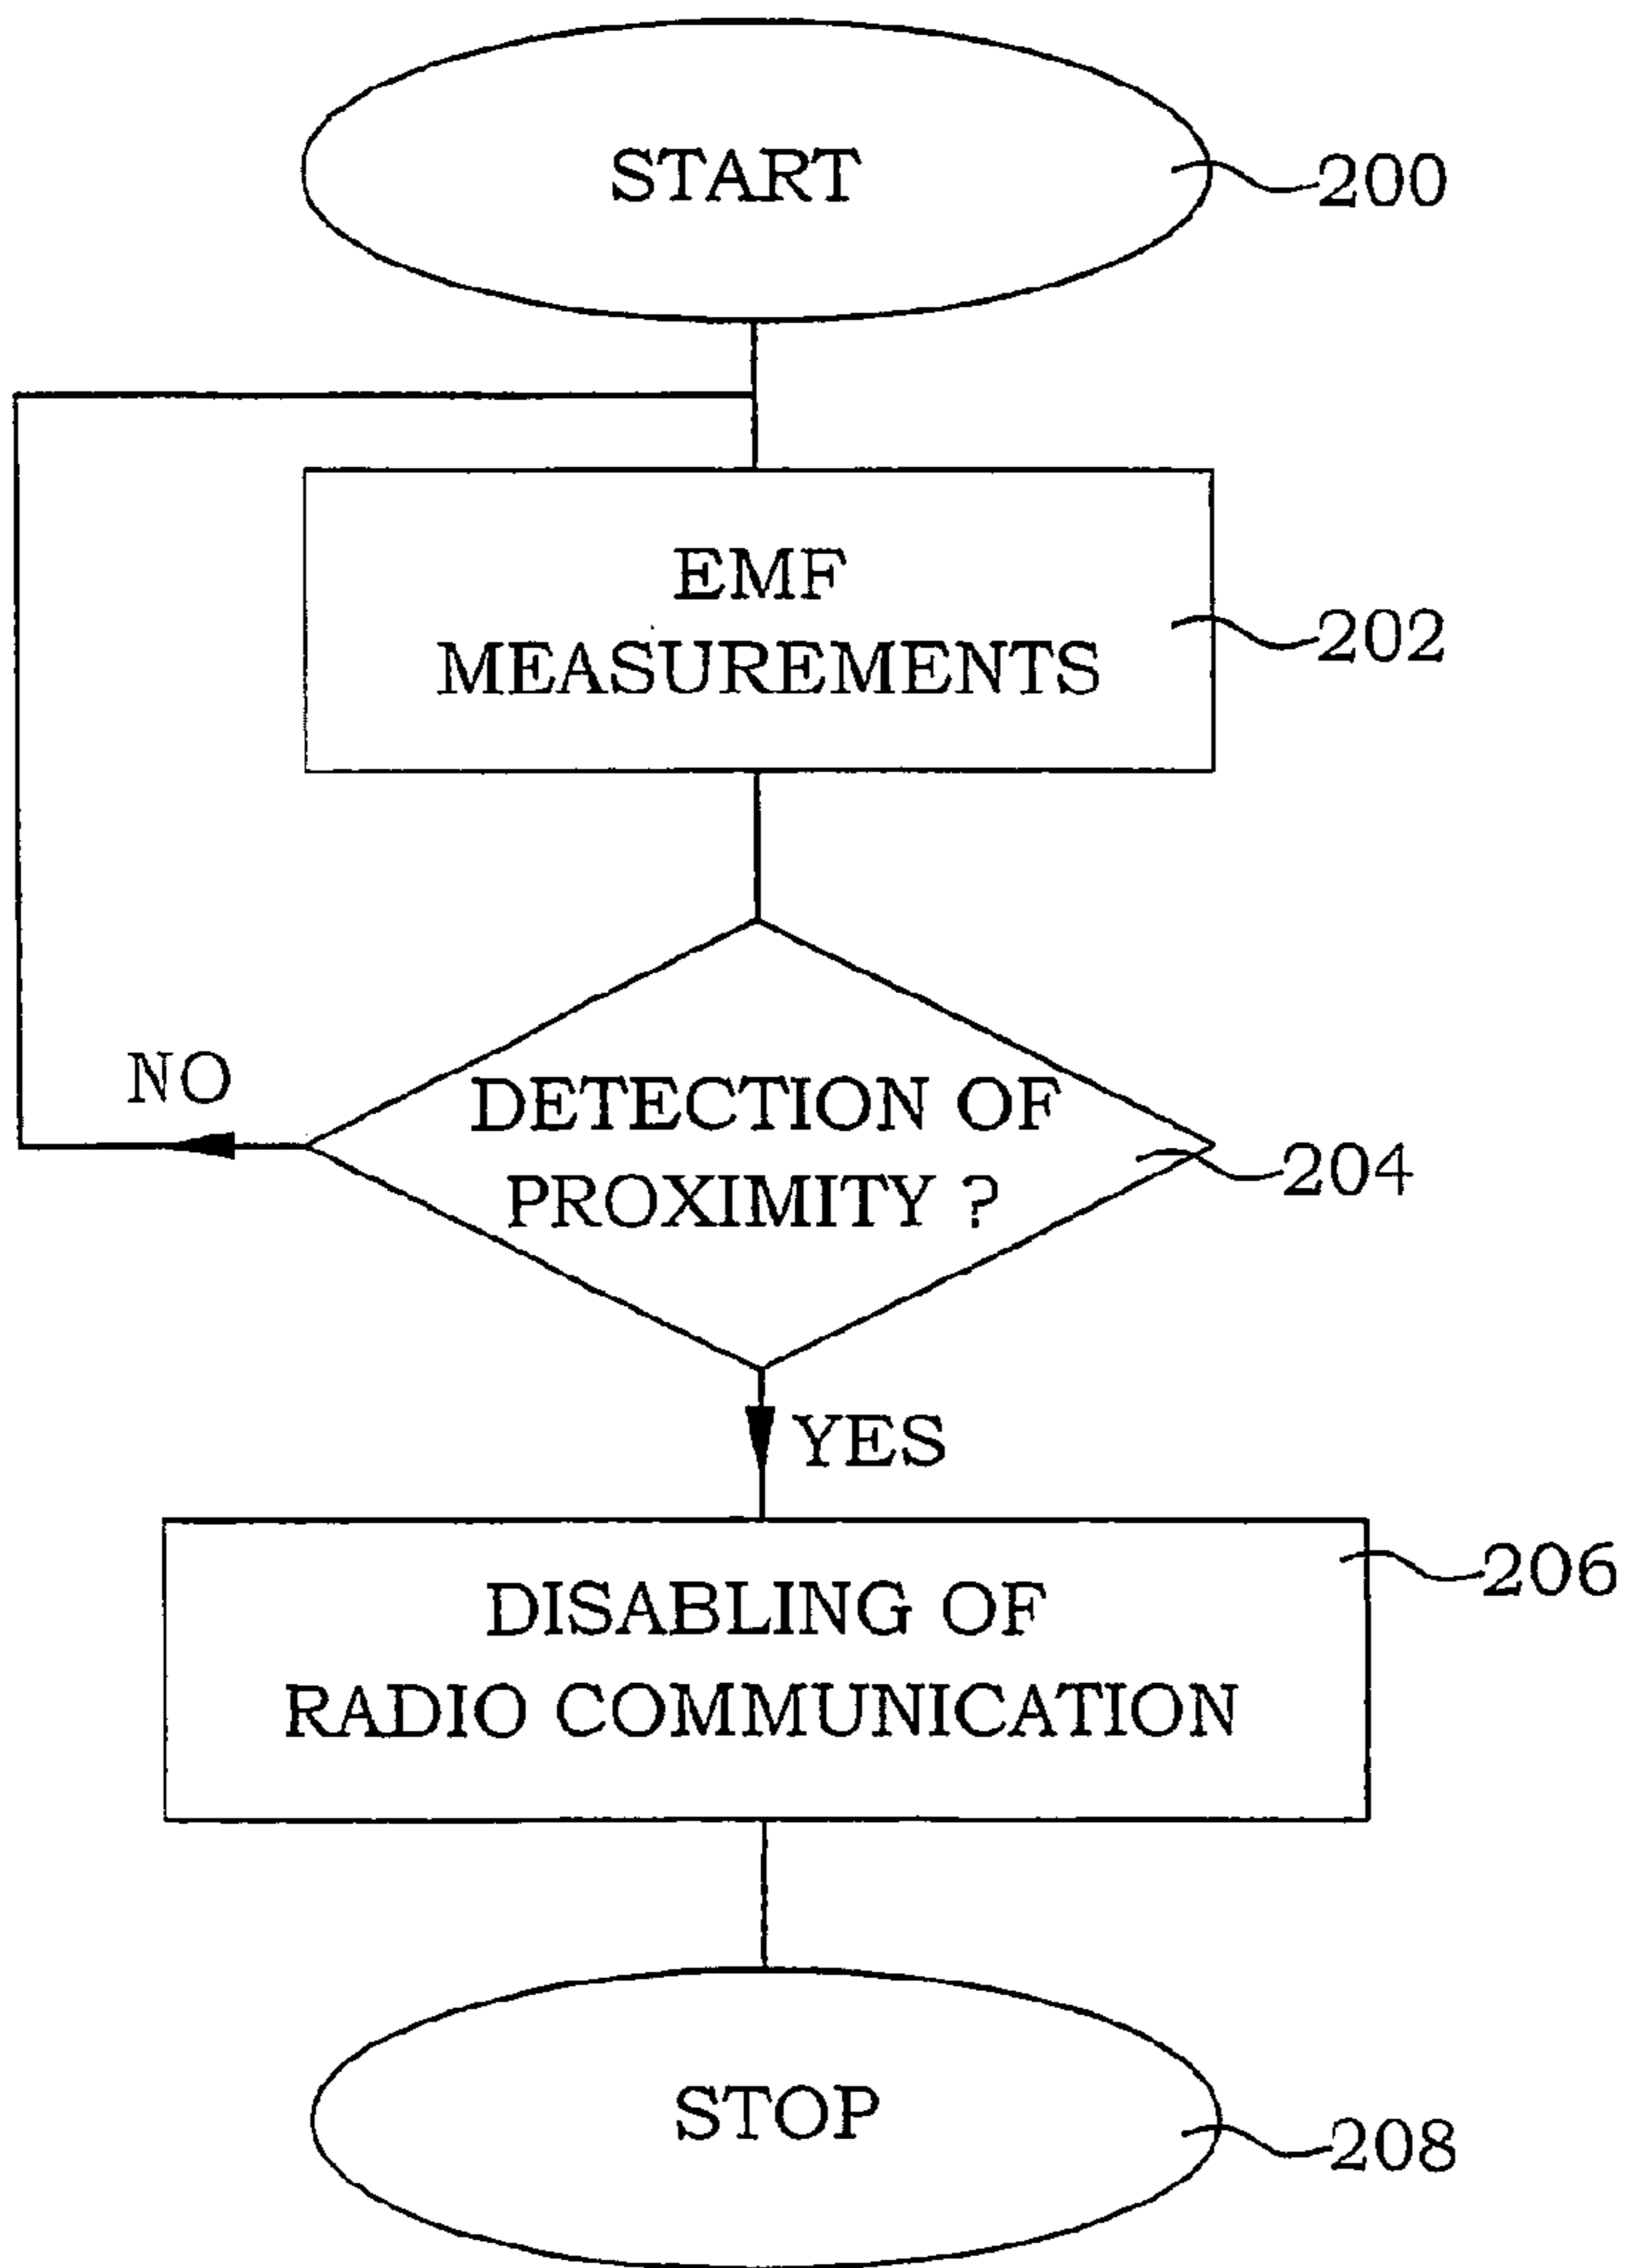 START
200
EMF
MEASUREMENTS
202
NO
DETECTION OF
PROXIMITY ?
204
YES
206
DISABLING OF
RADIO COMMUNICATION
STOP
208